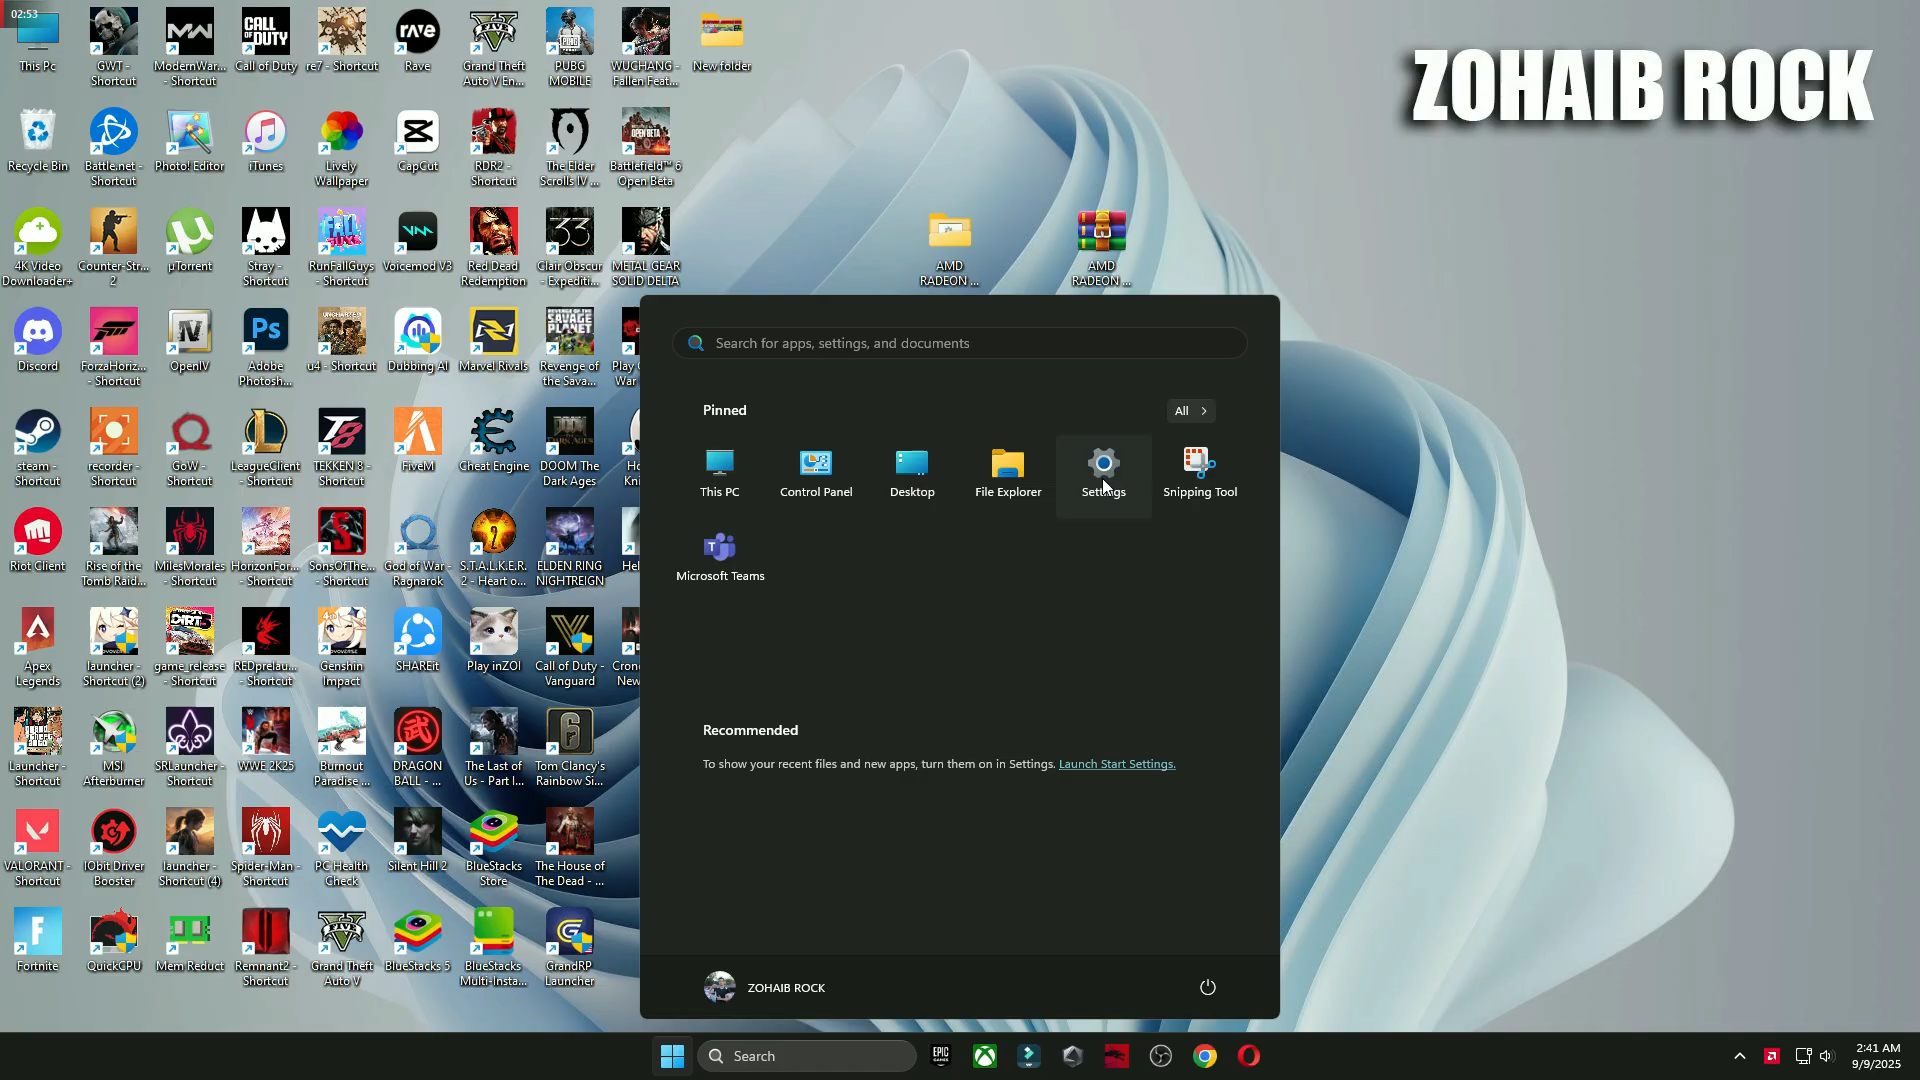 02:53
This Pc
GWT -
Shortcut
ModernWar...
- Shortcut
Call of Duty
re7 - Shortcut
Rave
Grand Theft
Auto V En...
PUBG
MOBILE
WUCHANG -
Fallen Feat...
New folder
ZOHAIB ROCK
Recycle Bin
Battle.net -
Shortcut
Photo! Editor
iTunes
Lively
Wallpaper
CapCut
RDR2 -
Shortcut
The Elder
Scrolls IV ...
Battlefield™ 6
Open Beta
4K Video
Downloader+
Counter-Str...
2
µTorrent
Stray -
Shortcut
RunFallGuys
- Shortcut
Voicemod V3
Red Dead
Redemption
Clair Obscur
- Expediti...
METAL GEAR
SOLID DELTA
AMD
RADEON ...
AMD
RADEON ...
Discord
ForzaHoriz...
- Shortcut
OpenIV
Adobe
Photosh...
u4 - Shortcut
Dubbing AI
Marvel Rivals
Revenge of
the Sava...
Play
War
steam -
Shortcut
recorder -
Shortcut
GoW -
Shortcut
LeagueClient
- Shortcut
TEKKEN 8 -
Shortcut
FiveM
Cheat Engine
DOOM The
Dark Ages
Riot Client
Rise of the
Tomb Raid...
MilesMorales
- Shortcut
HorizonFor...
- Shortcut
SonsOfThe...
- Shortcut
God of War -
Ragnarok
S.T.A.L.K.E.R.
2 - Heart o...
ELDEN RING
NIGHTREIGN
Apex
Legends
launcher -
Shortcut (2)
game_release
- Shortcut
REDprelau...
- Shortcut
Genshin
Impact
SHAREit
Play inZOI
Call of Duty -
Vanguard
Launcher -
Shortcut
MSI
Afterburner
SRLauncher -
Shortcut
WWE 2K25
Burnout
Paradise ...
DRAGON
BALL - ...
The Last of
Us - Part I...
Tom Clancy's
Rainbow Si...
VALORANT -
Shortcut
IObit Driver
Booster
launcher -
Shortcut (4)
Spider-Man -
Shortcut
PC Health
Check
Silent Hill 2
BlueStacks
Store
The House of
The Dead - ...
Fortnite
QuickCPU
Mem Reduct
Remnant2 -
Shortcut
Grand Theft
Auto V
BlueStacks 5
BlueStacks
Multi-Insta...
GrandRP
Launcher
Search for apps, settings, and documents
Pinned
All
This PC
Control Panel
Desktop
File Explorer
Settings
Snipping Tool
Microsoft Teams
Recommended
To show your recent files and new apps, turn them on in Settings. Launch Start Settings.
ZOHAIB ROCK
Search
2:41 AM
9/9/2025